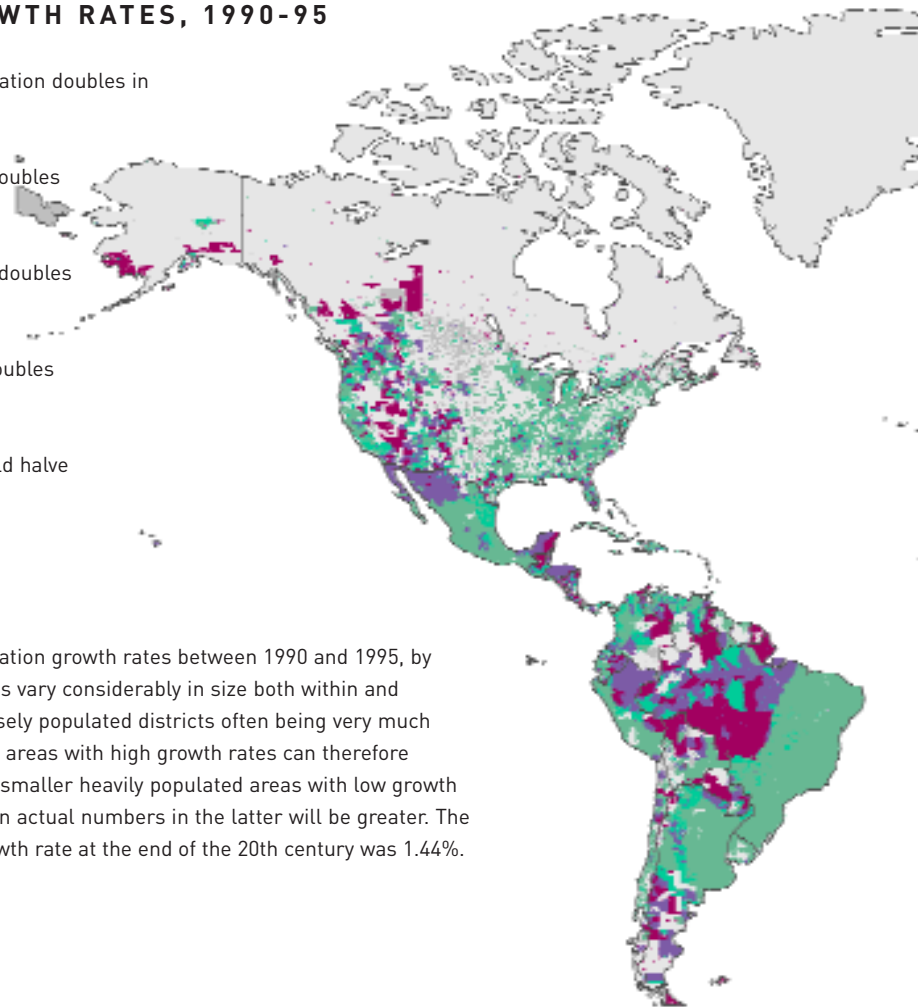 WTH RATES, 1990-95
ation doubles in
oubles
doubles
oubles
d halve
ation growth rates between 1990 and 1995, by
s vary considerably in size both within and
sely populated districts often being very much
areas with high growth rates can therefore
smaller heavily populated areas with low growth
n actual numbers in the latter will be greater. The
wth rate at the end of the 20th century was 1.44%.